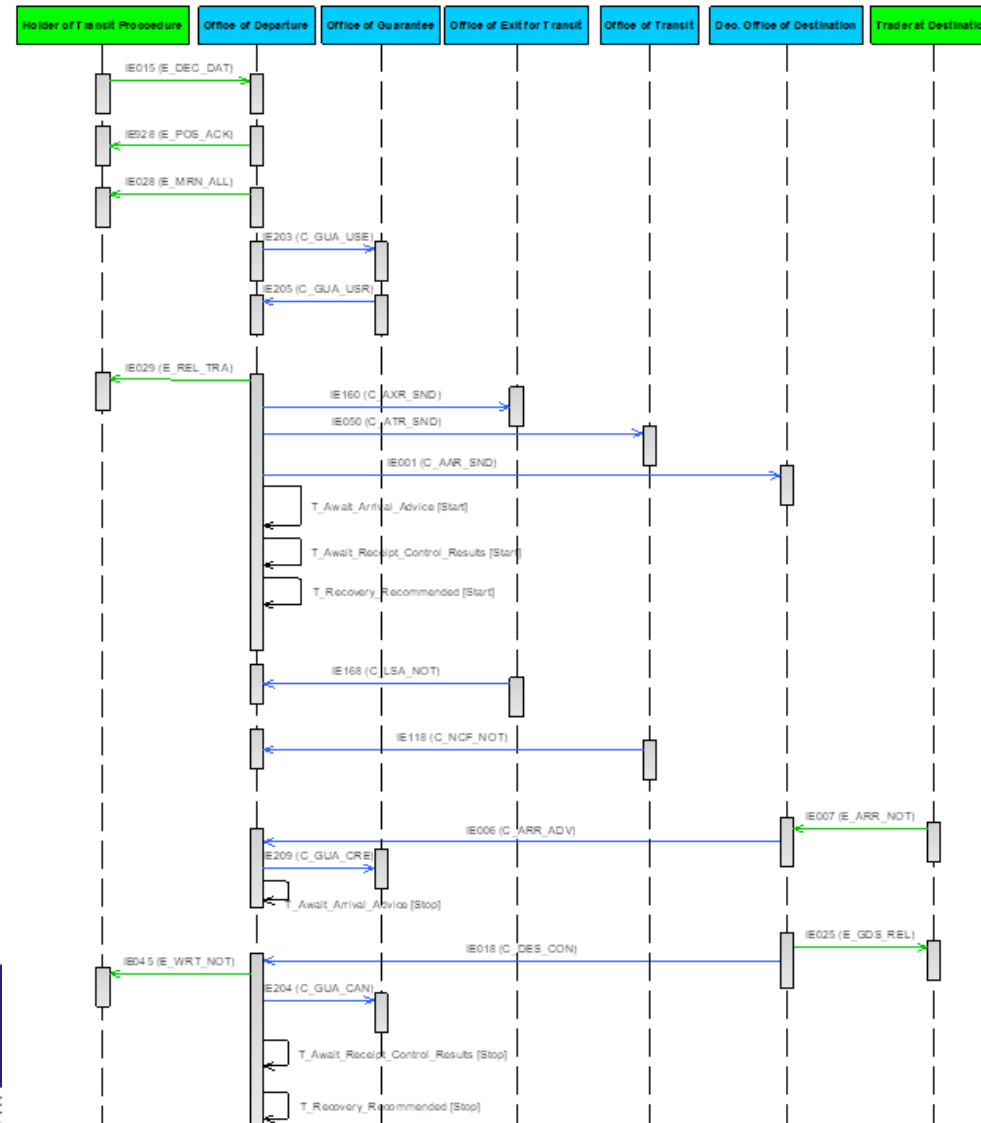 Holder of Transit Procedure
Office of Departure
Office of Guarantee
Office of Exit for Transit
Office of Transit
Dec. Office of Destination
Trader at Destinatio
IE015 (E_DEC_DAT)
IE928 (E_POS_ACK)
IE028 (E_MRN_ALL)
IE203 (C_GUA_USE)
IE205 (C_GUA_USR)
IE029 (E_REL_TRA)
IE160 (C_AXR_SND)
IE050 (C_ATR_SND)
IE001 (C_AAR_SND)
T_Await_Arrival_Advice [Start]
T_Await_Receipt_Control_Results [Start]
T_Recovery_Recommended [Start]
IE168 (C_LSA_NOT)
IE118 (C_NCF_NOT)
IE007 (E_ARR_NOT)
IE006 (C_ARR_ADV)
IE209 (C_GUA_CRE)
T_Await_Arrival_Advice [Stop]
IE025 (E_GDS_REL)
IE018 (C_DES_CON)
IE045 (E_WRT_NOT)
IE204 (C_GUA_CAN)
T_Await_Receipt_Control_Results [Stop]
T_Recovery_Recommended [Stop]